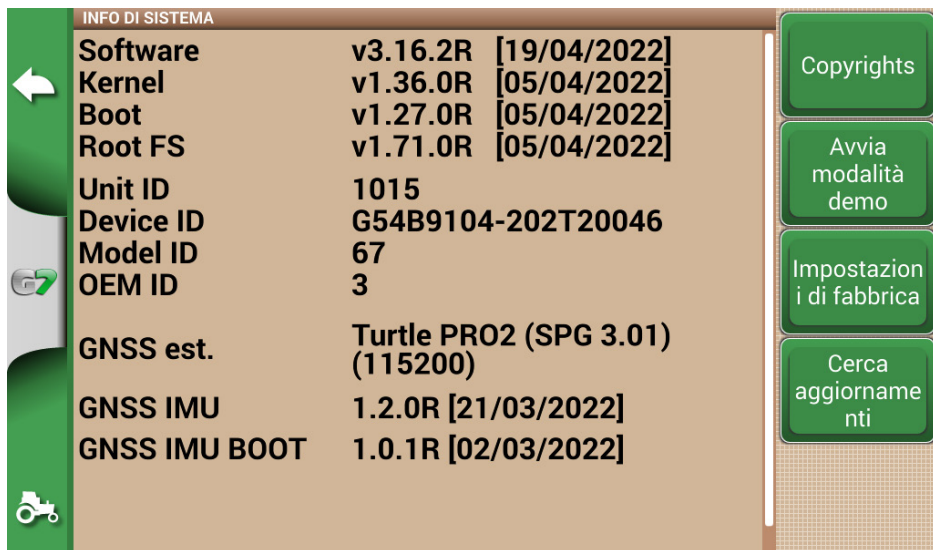 INFO DI SISTEMA
Software v3.16.2R [19/04/2022]
Kernel v1.36.0R [05/04/2022]
Boot v1.27.0R [05/04/2022]
Root FS v1.71.0R [05/04/2022]
Unit ID 1015
Device ID G54B9104-202T20046
Model ID 67
OEM ID 3
GNSS est. Turtle PRO2 (SPG 3.01)
(115200)
GNSS IMU 1.2.0R [21/03/2022]
GNSS IMU BOOT 1.0.1R [02/03/2022]
G7
Copyrights
Avvia
modalità
demo
Impostazion
i di fabbrica
Cerca
aggiorname
nti